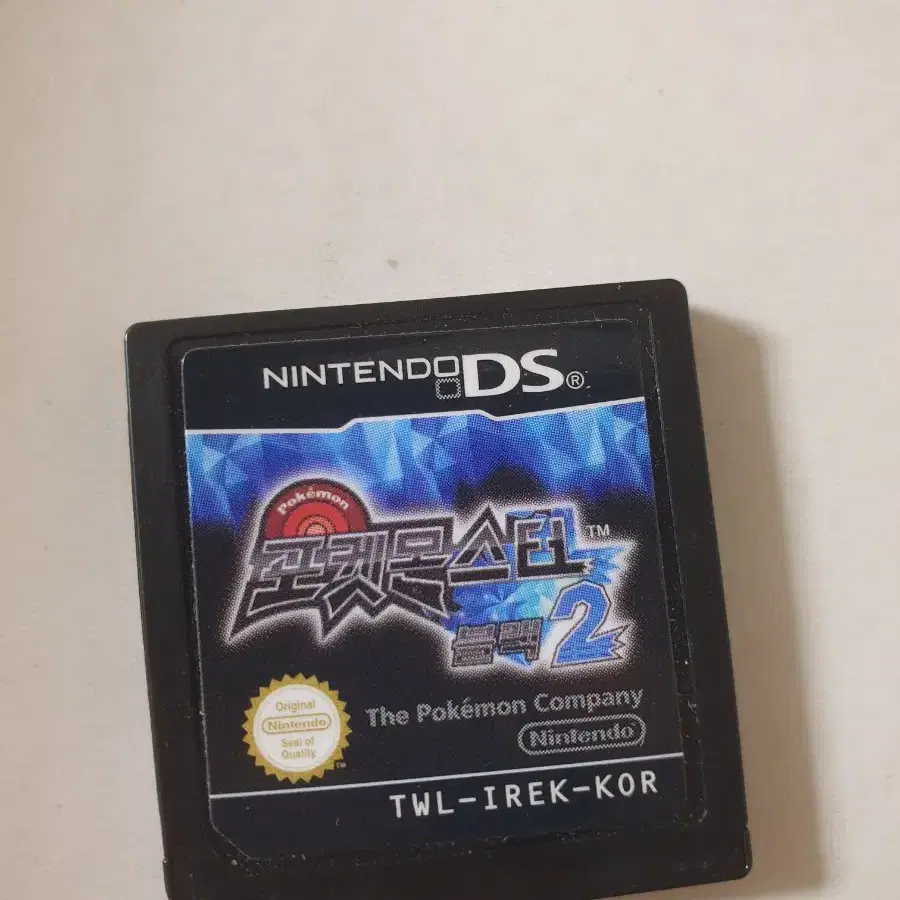 NINTENDO DS®
Pokémon
포켓몬스터™
블랙2
Original
Nintendo
Seal of
Quality
TM
The Pokémon Company
Nintendo
TWL-IREK-KOR